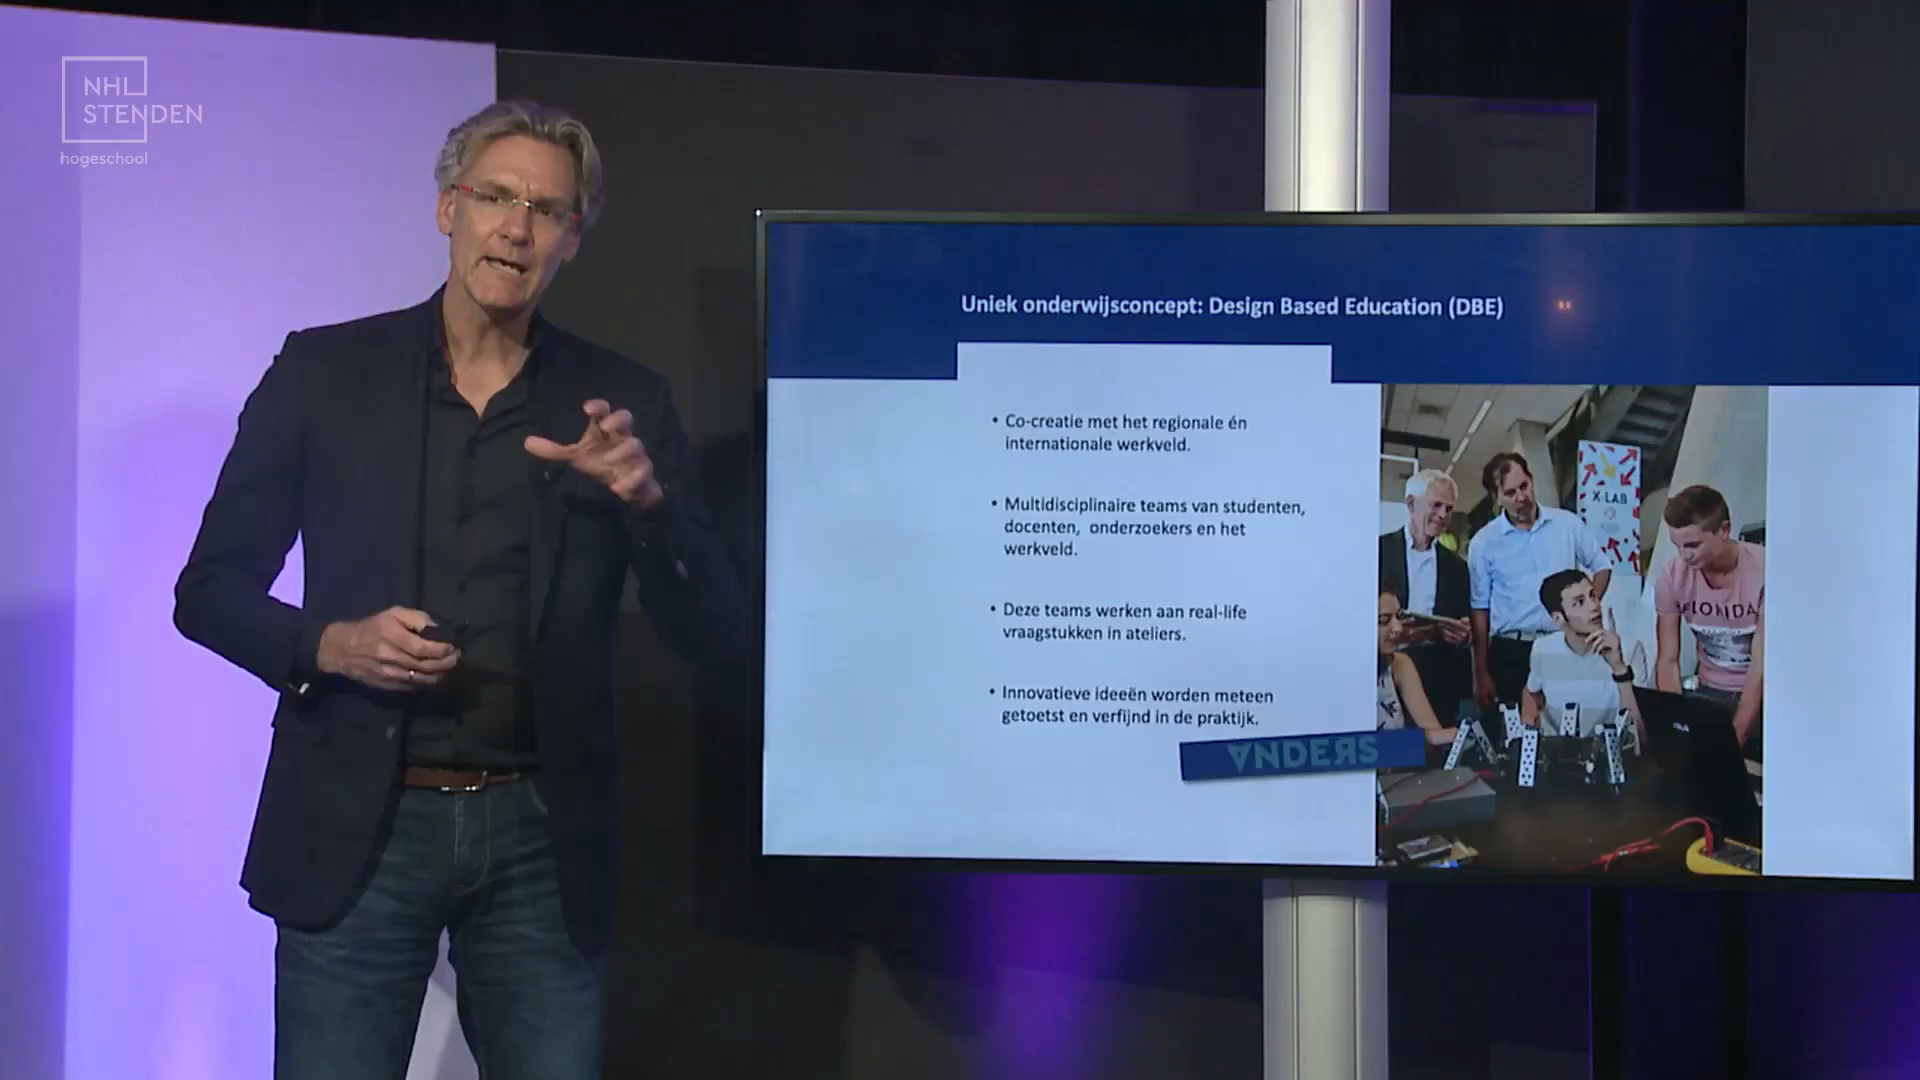 NHL
STENDEN
hogeschool
Uniek onderwijsconcept: Design Based Education (DBE)
• Co-creatie met het regionale én
internationale werkveld.
• Multidisciplinaire teams van studenten,
docenten, onderzoekers en het
werkveld.
• Deze teams werken aan real-life
vraagstukken in ateliers.
• Innovatieve ideeën worden meteen
getoetst en verfijnd in de praktijk.
ANDERS
X-LAB